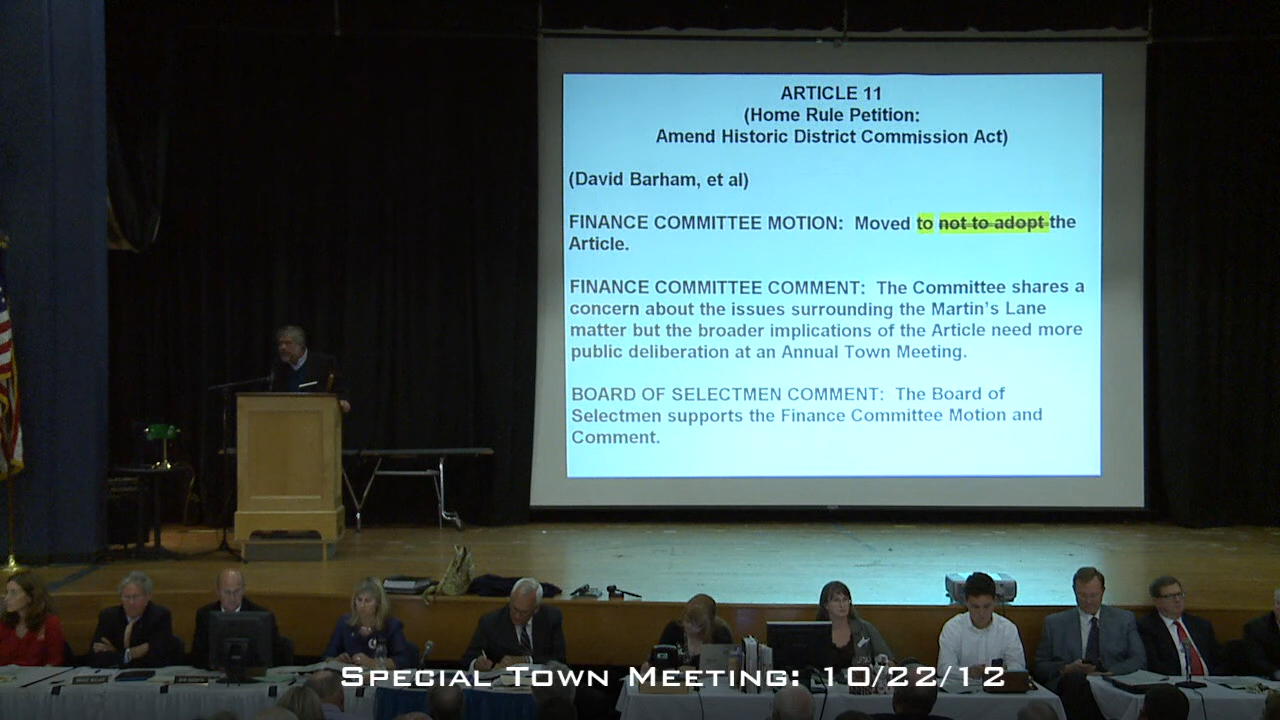 ARTICLE 11
(Home Rule Petition:
Amend Historic District Commission Act)
(David Barham, et al)
FINANCE COMMITTEE MOTION: Moved to not to adopt the
Article.
FINANCE COMMITTEE COMMENT: The Committee shares a
concern about the issues surrounding the Martin's Lane
matter but the broader implications of the Article need more
public deliberation at an Annual Town Meeting.
BOARD OF SELECTMEN COMMENT: The Board of
Selectmen supports the Finance Committee Motion and
Comment.
Special Town Meeting: 10/22/12